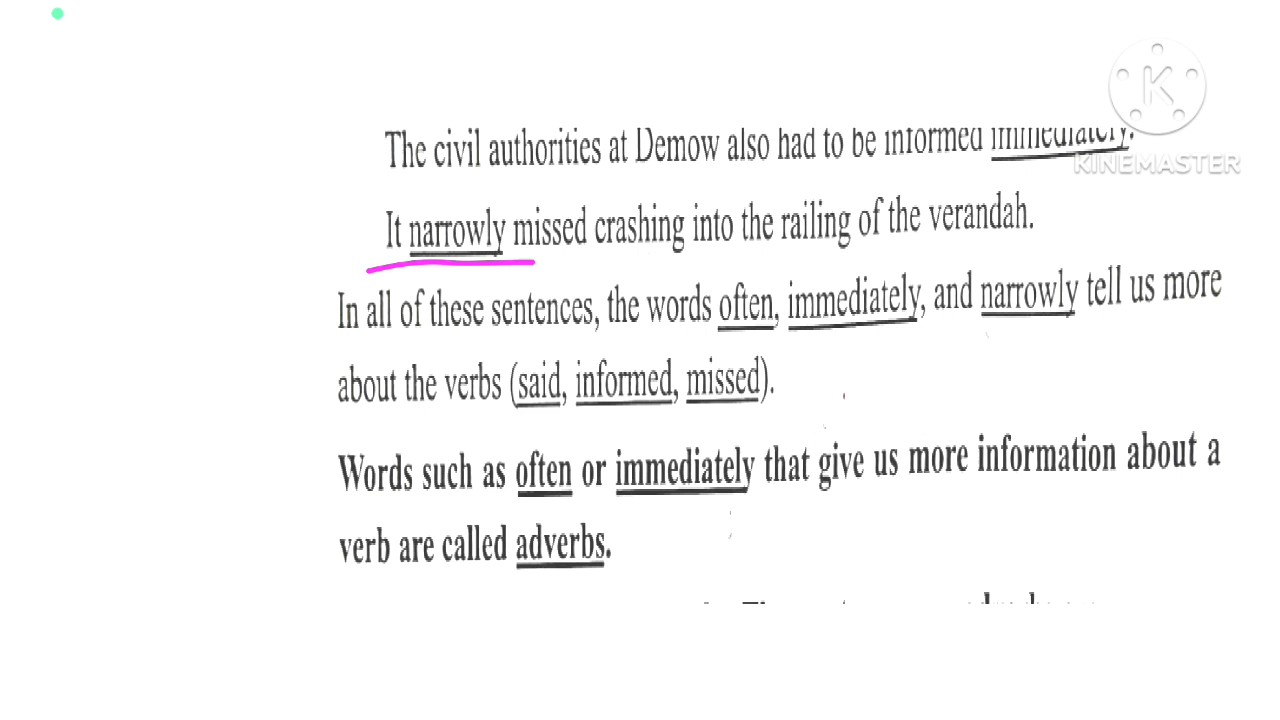 The civil authorities at Demow also had to be informed immediately.
KINEMASTER
It narrowly missed crashing into the railing of the verandah.
In all of these sentences, the words often, immediately, and narrowly tell us more
about the verbs (said, informed, missed).
Words such as often or immediately that give us more information about a
verb are called adverbs.